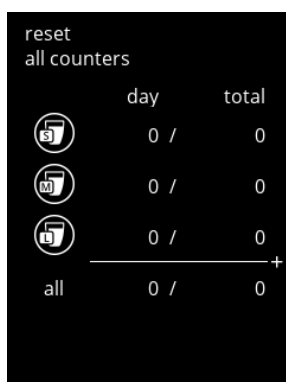 reset
all counters
day total
S 0 / 0
M 0 / 0
L 0 / 0
+
all 0 / 0